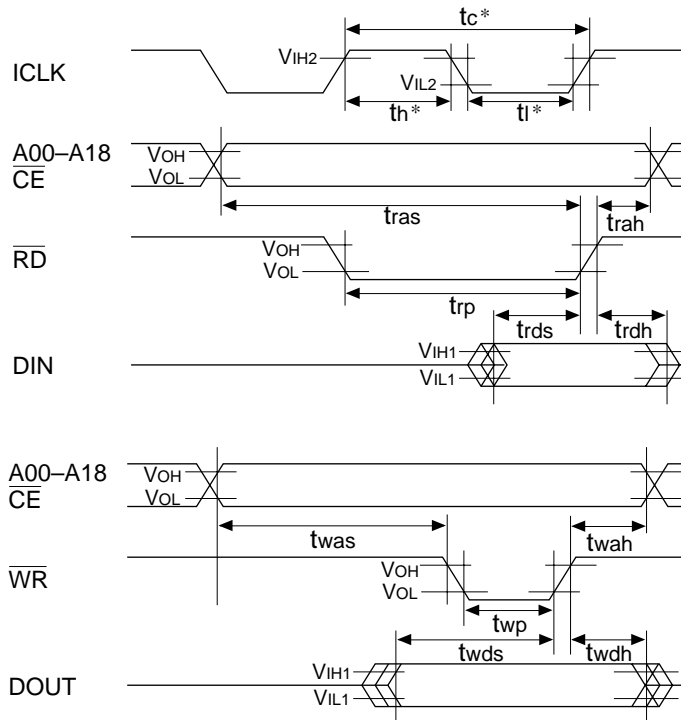 tc*
ICLK
VIH2
VIL2
th*
tl*
A00–A18
CE
VOH
VOL
tras
trah
RD
VOH
VOL
trp
trds
trdh
DIN
VIH1
VIL1
A00–A18
CE
VOH
VOL
twas
twah
WR
VOH
VOL
twp
twds
twdh
DOUT
VIH1
VIL1